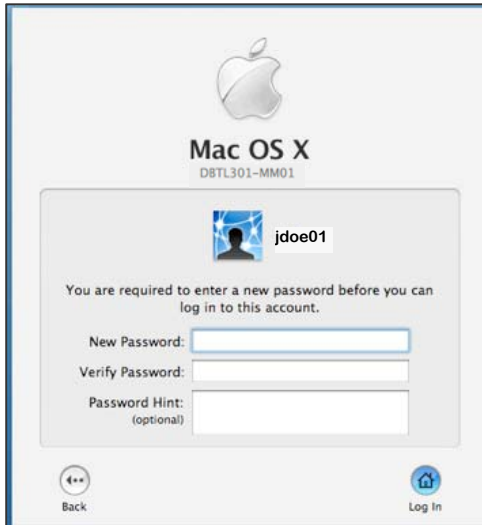 Mac OS X
DBTL301-MM01
jdoe01
You are required to enter a new password before you can
log in to this account.
New Password:
Verify Password:
Password Hint:
(optional)
Back
Log In